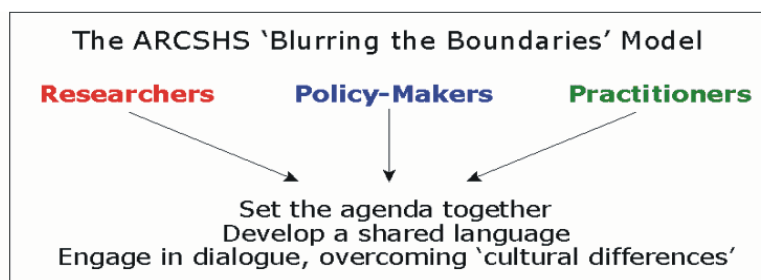 The ARCSHS ‘Blurring the Boundaries’ Model
Researchers Policy-Makers Practitioners
Set the agenda together
Develop a shared language
Engage in dialogue, overcoming ‘cultural differences’